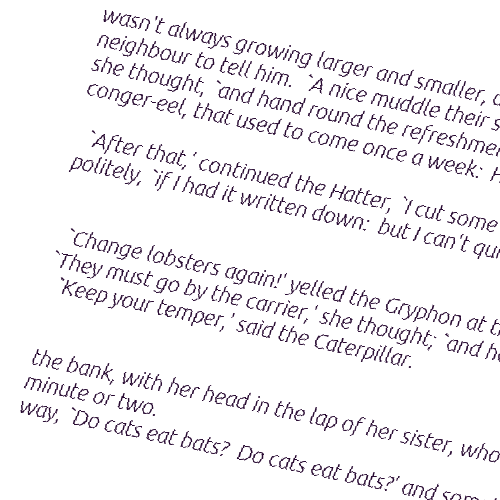 wasn't always growing larger and smaller,
neighbour to tell him. `A nice muddle their
she thought, `and hand round the
conger-eel, that used to come once a week:
`After that,' continued the Hatter, `I cut some
politely, `if I had it written down: but I can't
`Change lobsters again!' yelled the Gryphon at
`They must go by the carrier,' she thought; `and
`Keep your temper,' said the Caterpillar.
the bank, with her head in the lap of her sister, who
minute or two.
way, `Do cats eat bats? Do cats eat bats?' and